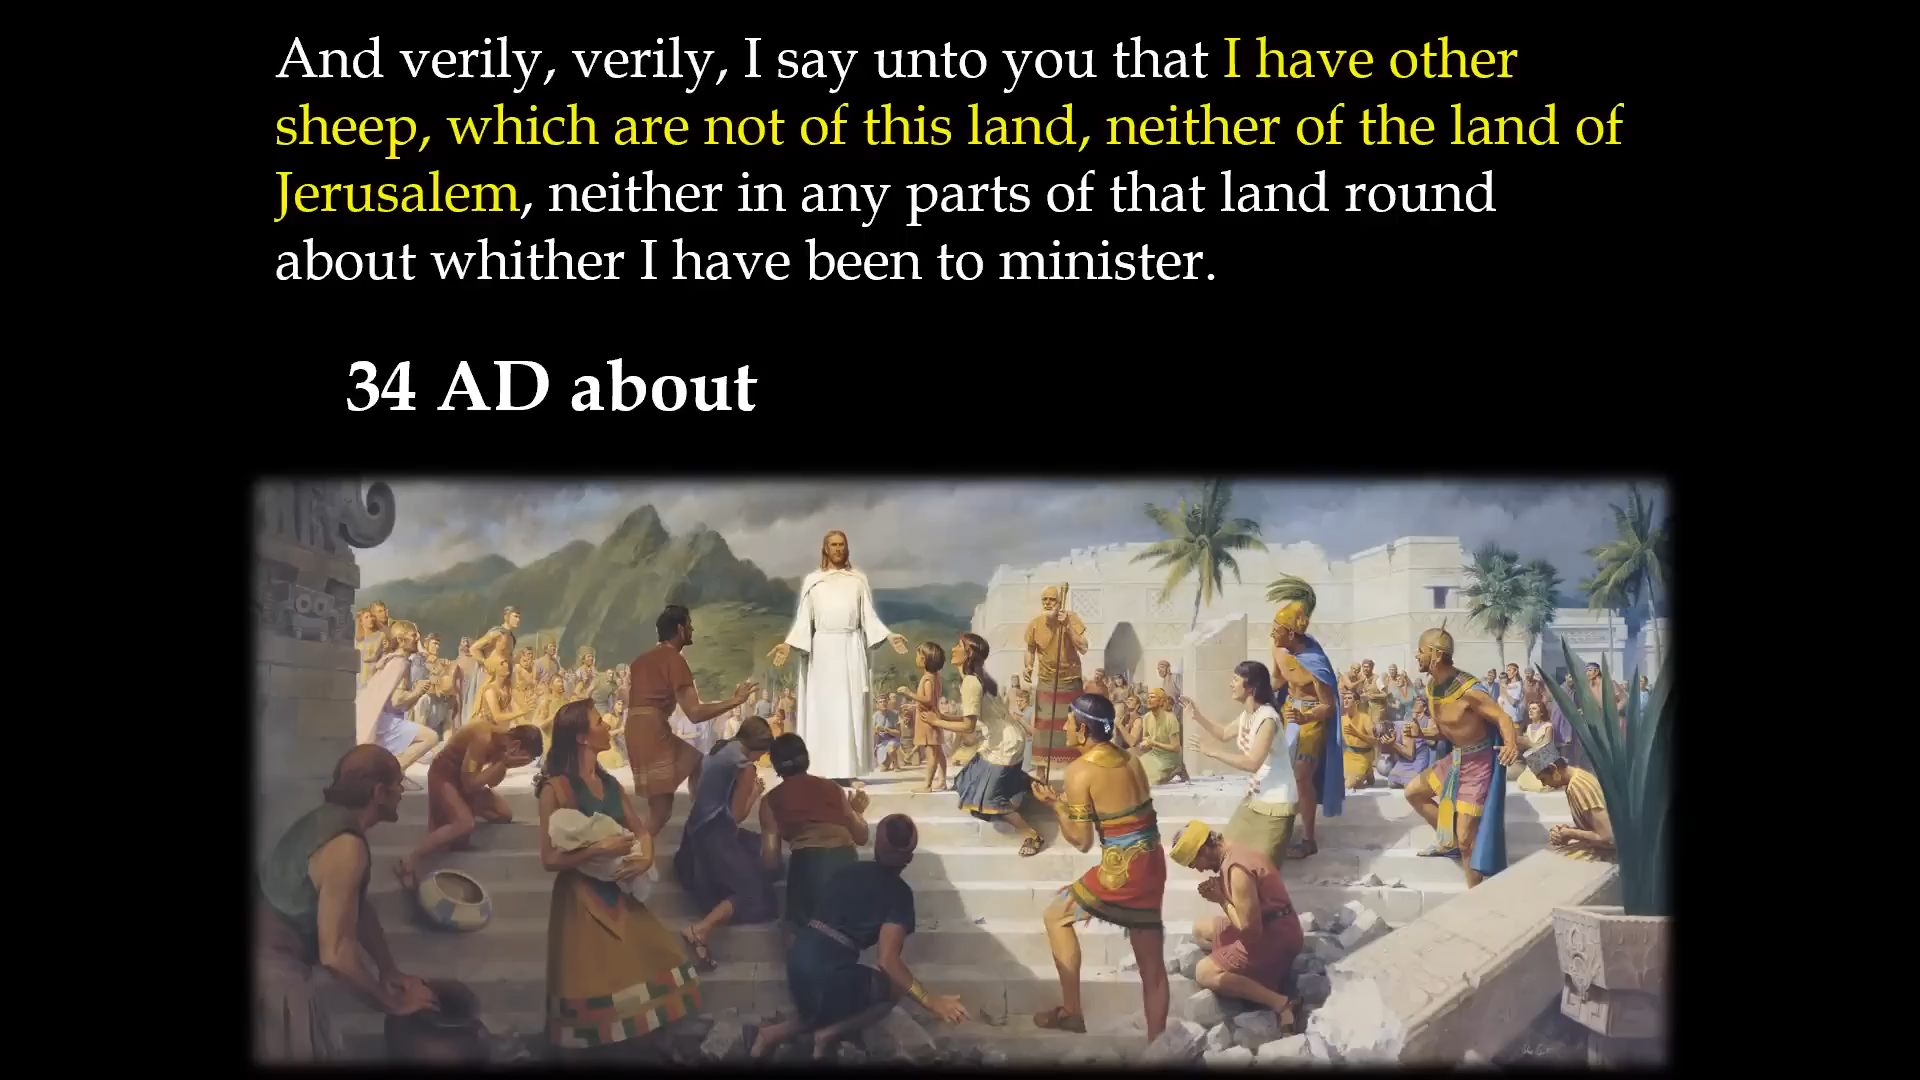 And verily, verily, I say unto you that I have other
sheep, which are not of this land, neither of the land of
Jerusalem, neither in any parts of that land round
about whither I have been to minister.
34 AD about